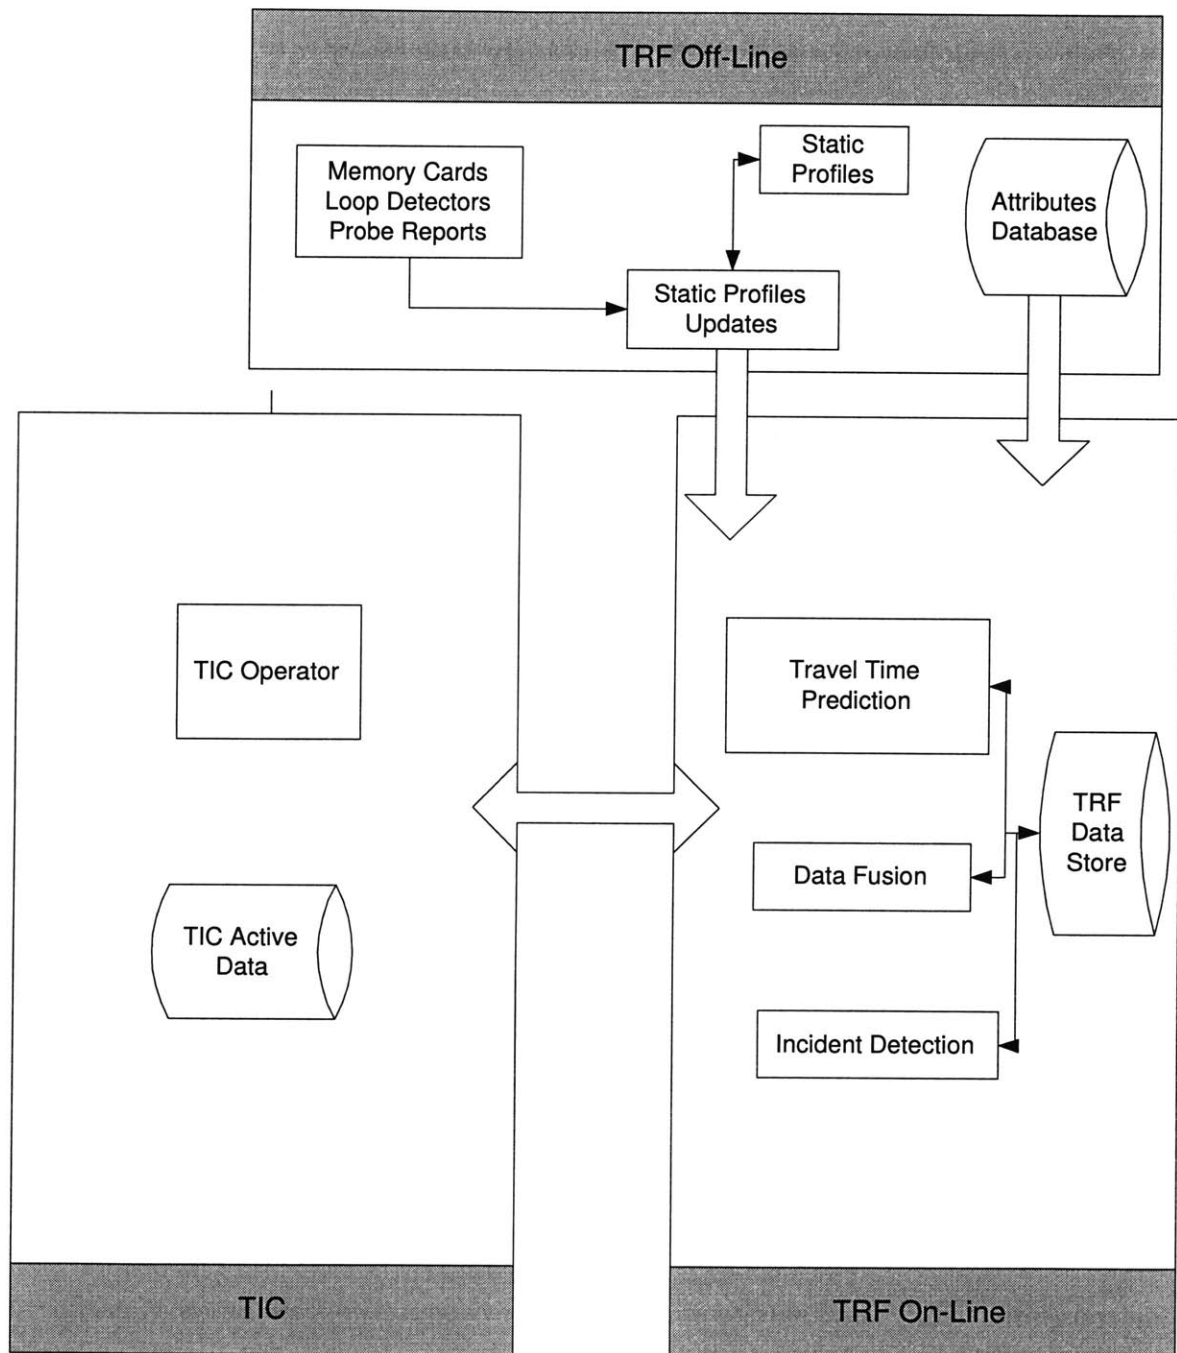 TRF Off-Line
Memory Cards
Loop Detectors
Probe Reports
Static
Profiles
Attributes
Database
Static Profiles
Updates
TIC Operator
TIC Active
Data
Travel Time
Prediction
Data Fusion
Incident Detection
TRF
Data
Store
TIC
TRF On-Line